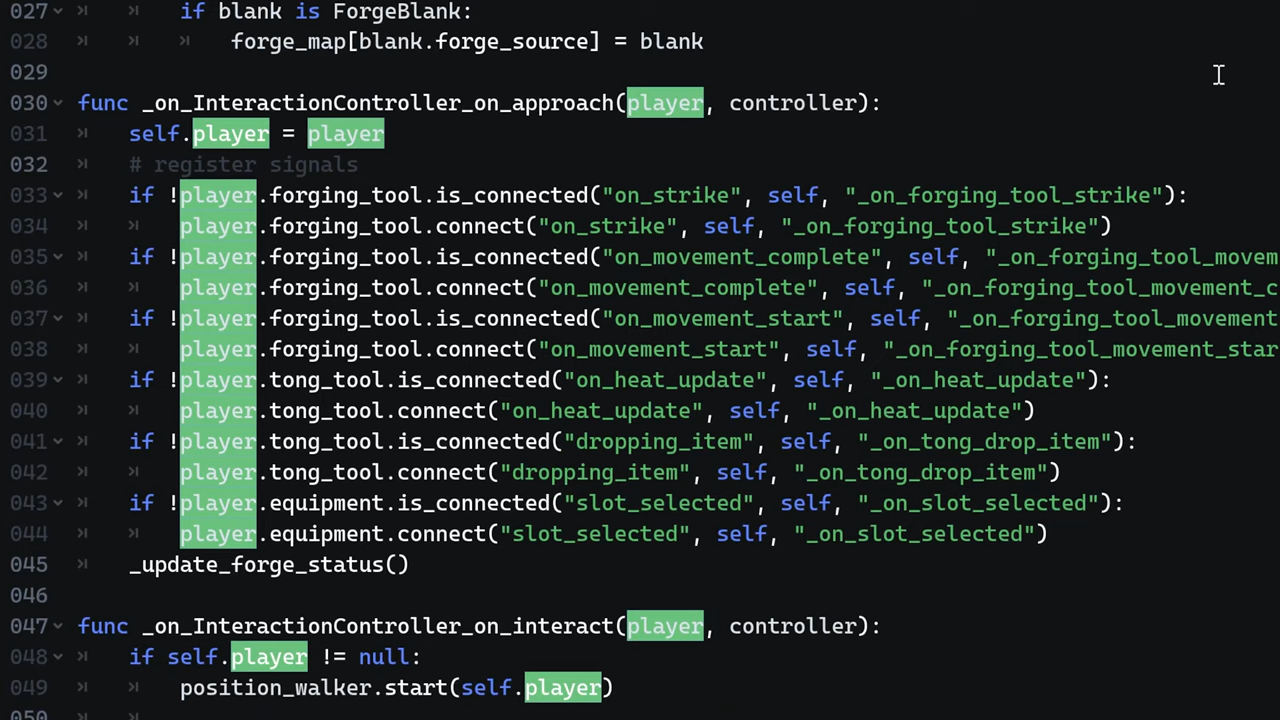 027 if blank is ForgeBlank:
028 forge_map[blank.forge_source] = blank
029
030 func _on_InteractionController_on_approach(player, controller):
031 self.player = player
032 # register signals
033 if !player.forging_tool.is_connected("on_strike", self, "_on_forging_tool_strike"):
034 player.forging_tool.connect("on_strike", self, "_on_forging_tool_strike")
035 if !player.forging_tool.is_connected("on_movement_complete", self, "_on_forging_tool_movem
036 player.forging_tool.connect("on_movement_complete", self, "_on_forging_tool_movement_c
037 if !player.forging_tool.is_connected("on_movement_start", self, "_on_forging_tool_movement
038 player.forging_tool.connect("on_movement_start", self, "_on_forging_tool_movement_star
039 if !player.tong_tool.is_connected("on_heat_update", self, "_on_heat_update"):
040 player.tong_tool.connect("on_heat_update", self, "_on_heat_update")
041 if !player.tong_tool.is_connected("dropping_item", self, "_on_tong_drop_item"):
042 player.tong_tool.connect("dropping_item", self, "_on_tong_drop_item")
043 if !player.equipment.is_connected("slot_selected", self, "_on_slot_selected"):
044 player.equipment.connect("slot_selected", self, "_on_slot_selected")
045 _update_forge_status()
046
047 func _on_InteractionController_on_interact(player, controller):
048 if self.player != null:
049 position_walker.start(self.player)
050